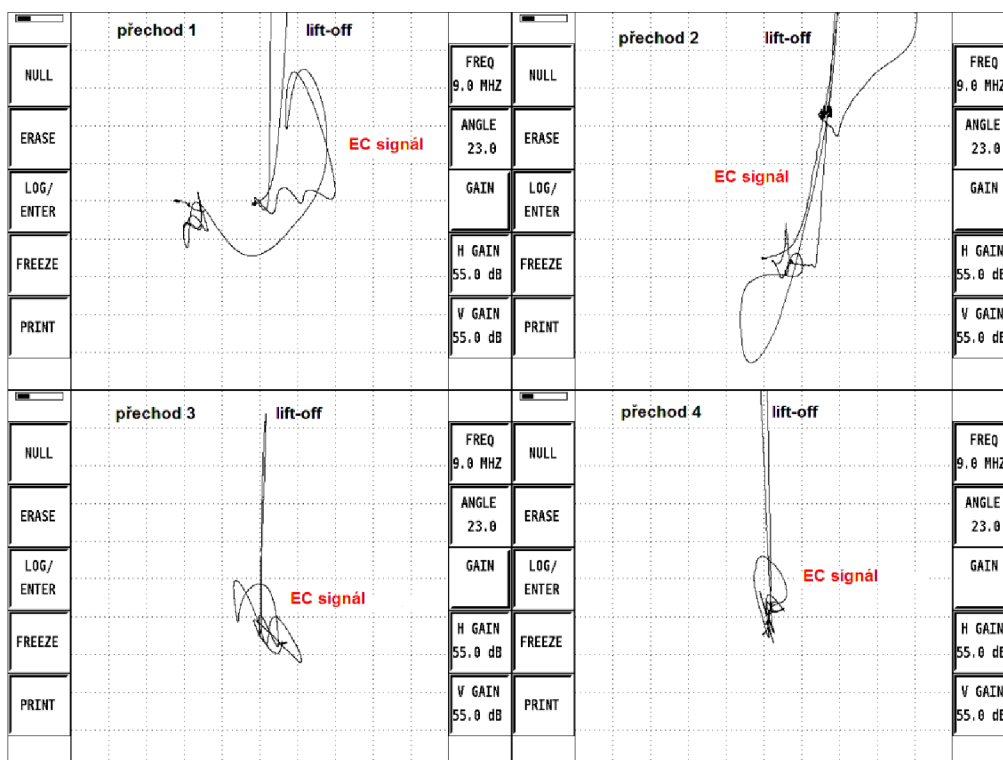 přechod 1
lift-off
NULL
ERASE
LOG/
ENTER
FREEZE
PRINT
EC signál
FREQ
9.0 MHZ
ANGLE
23.0
GAIN
H GAIN
55.0 dB
V GAIN
55.0 dB
přechod 2
lift-off
NULL
ERASE
LOG/
ENTER
FREEZE
PRINT
EC signál
FREQ
9.0 MHZ
ANGLE
23.0
GAIN
H GAIN
55.0 dB
V GAIN
55.0 dB
přechod 3
lift-off
NULL
ERASE
LOG/
ENTER
FREEZE
PRINT
EC signál
FREQ
9.0 MHZ
ANGLE
23.0
GAIN
H GAIN
55.0 dB
V GAIN
55.0 dB
přechod 4
lift-off
NULL
ERASE
LOG/
ENTER
FREEZE
PRINT
EC signál
FREQ
9.0 MHZ
ANGLE
23.0
GAIN
H GAIN
55.0 dB
V GAIN
55.0 dB